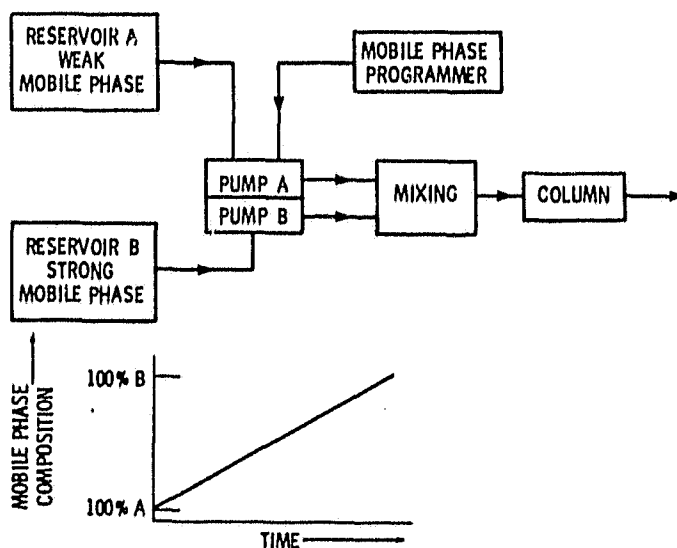 RESERVOIR A
WEAK
MOBILE PHASE
MOBILE PHASE
PROGRAMMER
PUMP A
PUMP B
MIXING
COLUMN
RESERVOIR B
STRONG
MOBILE PHASE
MOBILE PHASE
COMPOSITION
100% B
100% A
TIME